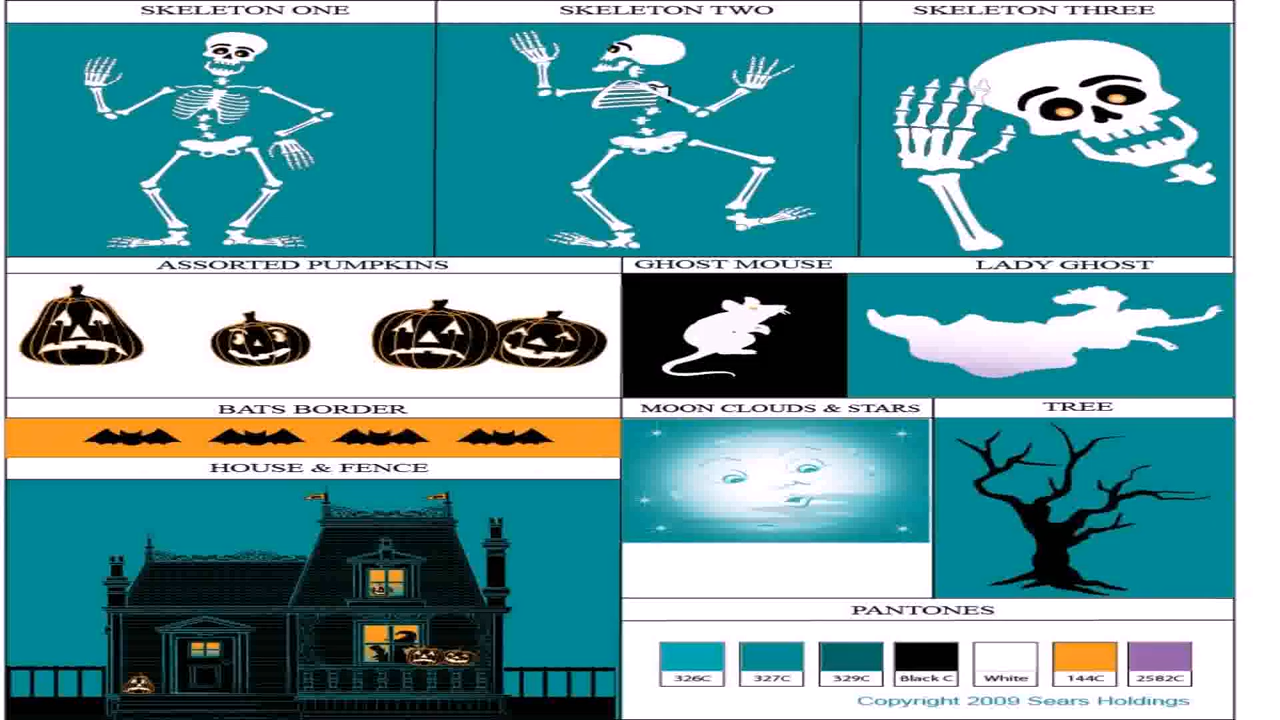 SKELETON ONE
SKELETON TWO
SKELETON THREE
ASSORTED PUMPKINS
GHOST MOUSE
LADY GHOST
BATS BORDER
MOON CLOUDS & STARS
TREE
HOUSE & FENCE
PANTONES
326C
327C
329C
Black C
White
144C
2582C
Copyright 2009 Sears Holdings